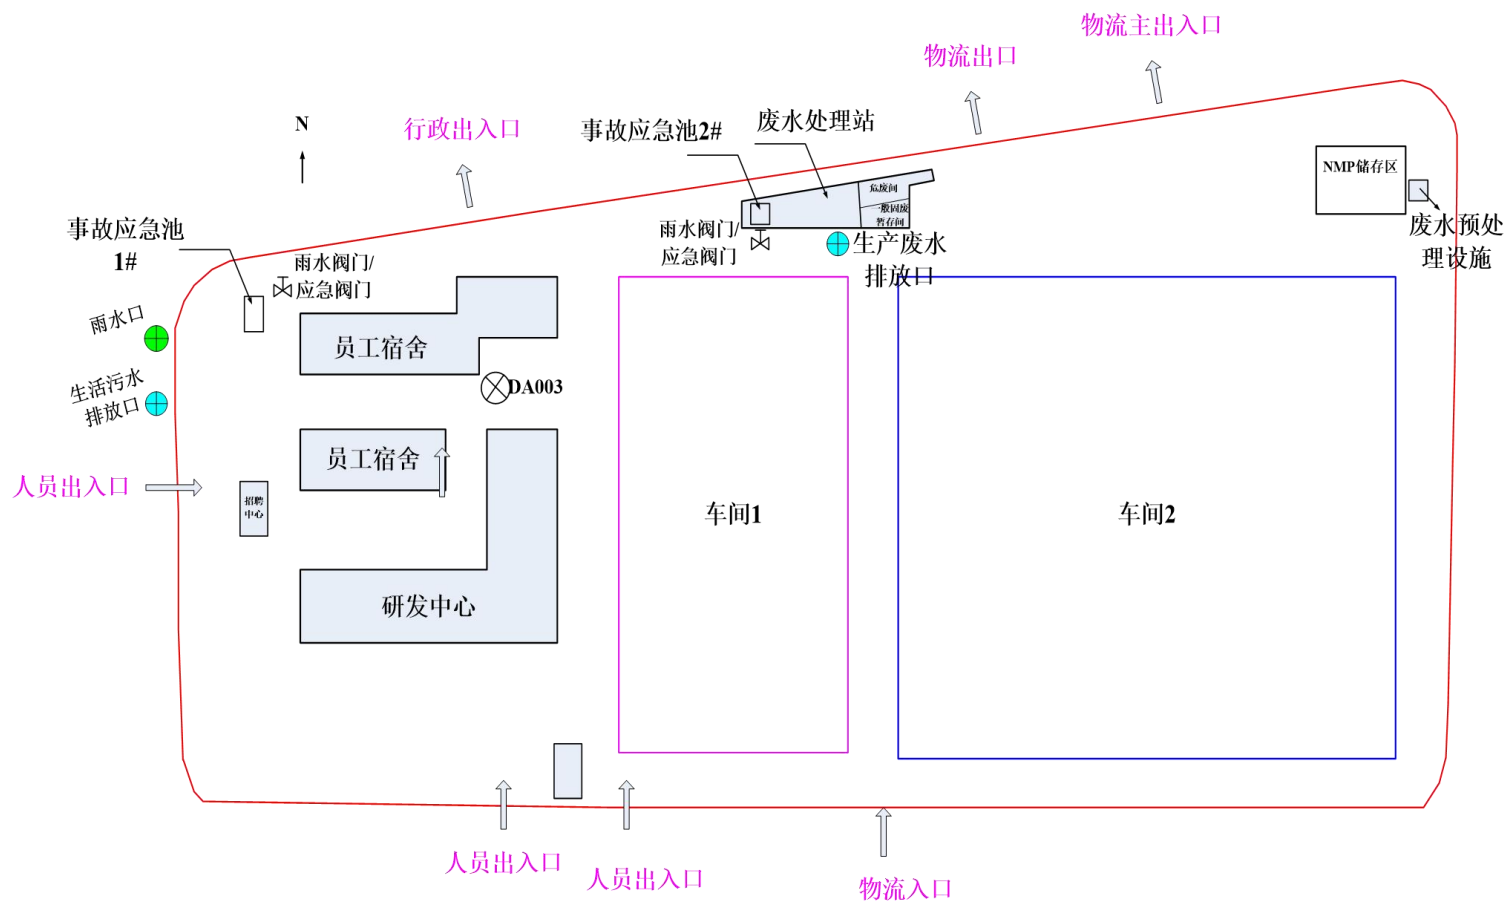 物流主出入口
物流出口
N
行政出入口
事故应急池2#
废水处理站
NMP储存区
危废间
一般固废
暂存间
废水预处
理设施
事故应急池
1#
雨水阀门/
应急阀门
生产废水
排放口
雨水阀门/
应急阀门
雨水口
员工宿舍
生活污水
排放口
DA003
员工宿舍
人员出入口
招聘
中心
车间1
车间2
研发中心
人员出入口
人员出入口
物流入口